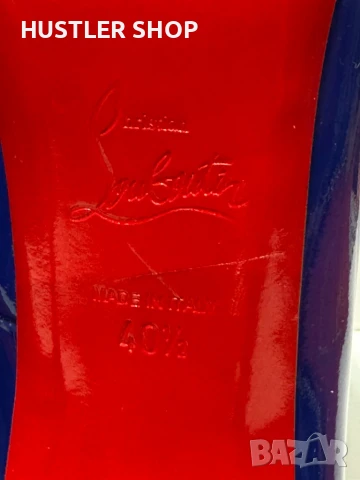 HUSTLER SHOP
Christian
Louboutin
MADE IN ITALY
40½
BAZAR